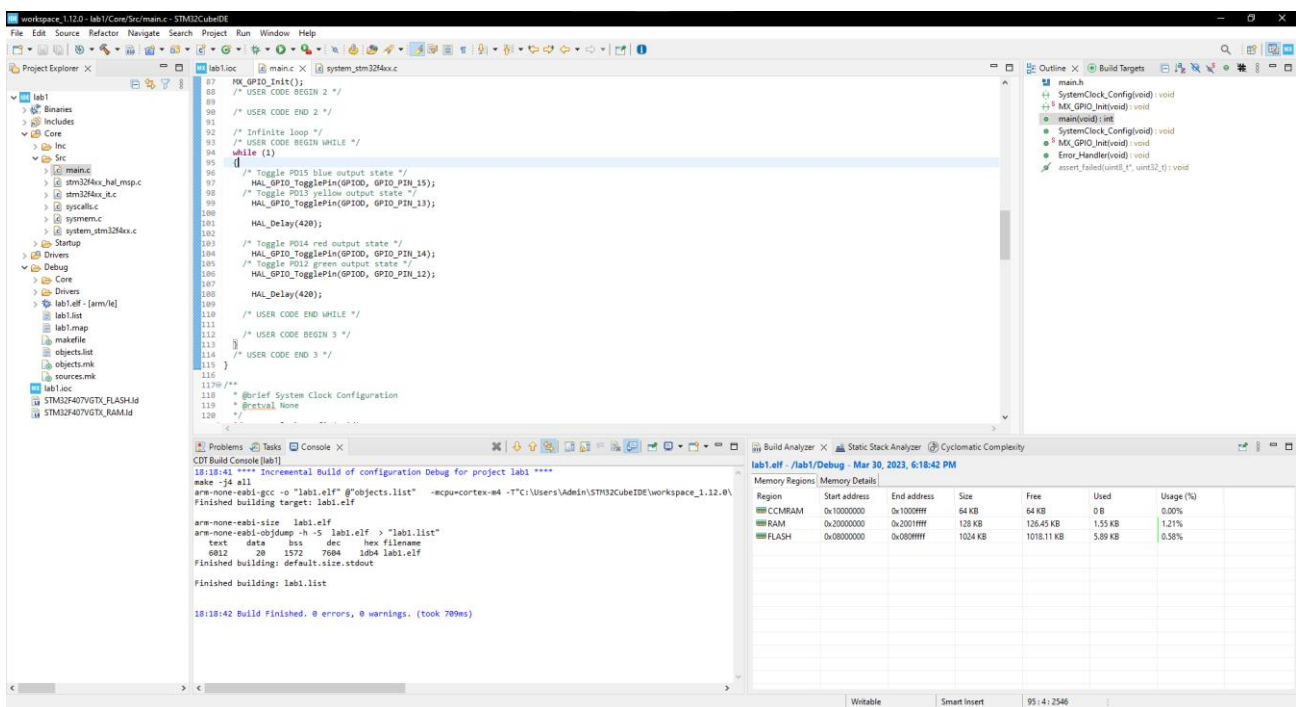 workspace_1.12.0 - lab1/Core/Src/main.c - STM32CubeIDE
File Edit Source Refactor Navigate Search Project Run Window Help
Project Explorer
lab1
Binaries
Includes
Core
Inc
Src
main.c
stm32f4xx_hal_msp.c
stm32f4xx_it.c
syscalls.c
sysmem.c
system_stm32f4xx.c
Startup
Drivers
Debug
Core
Drivers
lab1.elf - [arm/le]
lab1.list
lab1.map
makefile
objects.list
objects.mk
sources.mk
lab1.ioc
STM32F407VGTX_FLASH.ld
STM32F407VGTX_RAM.ld
lab1.ioc main.c system_stm32f4xx.c
87 MX_GPIO_Init();
88 /* USER CODE BEGIN 2 */
89
90 /* USER CODE END 2 */
91
92 /* Infinite loop */
93 /* USER CODE BEGIN WHILE */
94 while (1)
95 {
96 /* Toggle PD15 blue output state */
97 HAL_GPIO_TogglePin(GPIOD, GPIO_PIN_15);
98 /* Toggle PD13 yellow output state */
99 HAL_GPIO_TogglePin(GPIOD, GPIO_PIN_13);
100
101 HAL_Delay(420);
102
103 /* Toggle PD14 red output state */
104 HAL_GPIO_TogglePin(GPIOD, GPIO_PIN_14);
105 /* Toggle PD12 green output state */
106 HAL_GPIO_TogglePin(GPIOD, GPIO_PIN_12);
107
108 HAL_Delay(420);
109
110 /* USER CODE END WHILE */
111
112 /* USER CODE BEGIN 3 */
113 }
114 /* USER CODE END 3 */
115 }
116
117 /**
118 * @brief System Clock Configuration
119 * @retval None
120 */
Outline Build Targets
main.h
SystemClock_Config(void) : void
S MX_GPIO_Init(void) : void
main(void) : int
SystemClock_Config(void) : void
S MX_GPIO_Init(void) : void
Error_Handler(void) : void
assert_failed(uint8_t*, uint32_t) : void
Problems Tasks Console
CDT Build Console [lab1]
18:18:41 **** Incremental Build of configuration Debug for project lab1 ****
make -j4 all
arm-none-eabi-gcc -o "lab1.elf" @"objects.list" -mcpu=cortex-m4 -T"C:\Users\Admin\STM32CubeIDE\workspace_1.12.0\
Finished building target: lab1.elf
arm-none-eabi-size lab1.elf
arm-none-eabi-objdump -h -S lab1.elf > "lab1.list"
text data bss dec hex filename
6012 20 1572 7604 1db4 lab1.elf
Finished building: default.size.stdout
Finished building: lab1.list
18:18:42 Build Finished. 0 errors, 0 warnings. (took 709ms)
Build Analyzer Static Stack Analyzer Cyclomatic Complexity
lab1.elf - /lab1/Debug - Mar 30, 2023, 6:18:42 PM
Memory Regions Memory Details
Region Start address End address Size Free Used Usage (%)
CCMRAM 0x10000000 0x1000ffff 64 KB 64 KB 0 B 0.00%
RAM 0x20000000 0x2001ffff 128 KB 126.45 KB 1.55 KB 1.21%
FLASH 0x08000000 0x080fffff 1024 KB 1018.11 KB 5.89 KB 0.58%
Writable Smart Insert 95 : 4 : 2546